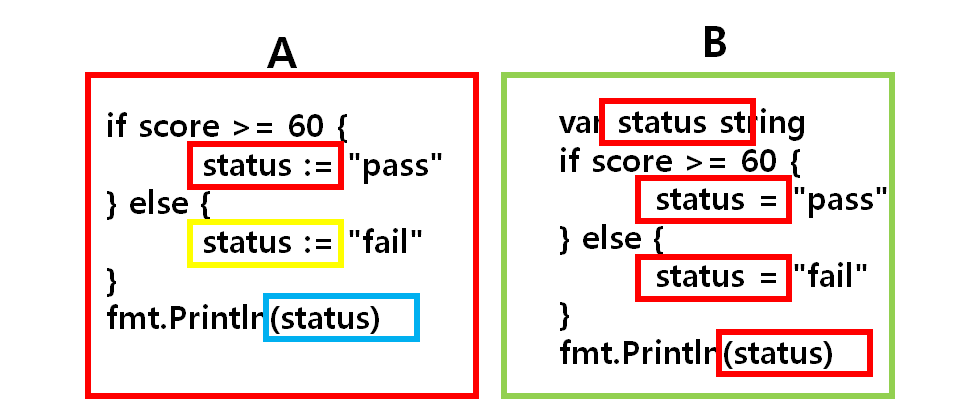 A
if score >= 60 {
status := "pass"
} else {
status := "fail"
}
fmt.Println(status)
B
var status string
if score >= 60 {
status = "pass"
} else {
status = "fail"
}
fmt.Println(status)